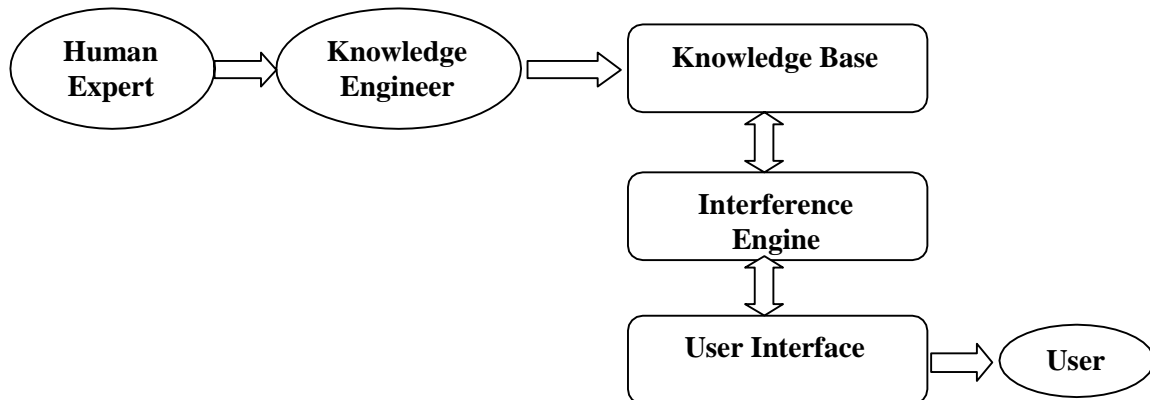 Human
Expert
Knowledge
Engineer
Knowledge Base
Interference
Engine
User Interface
User